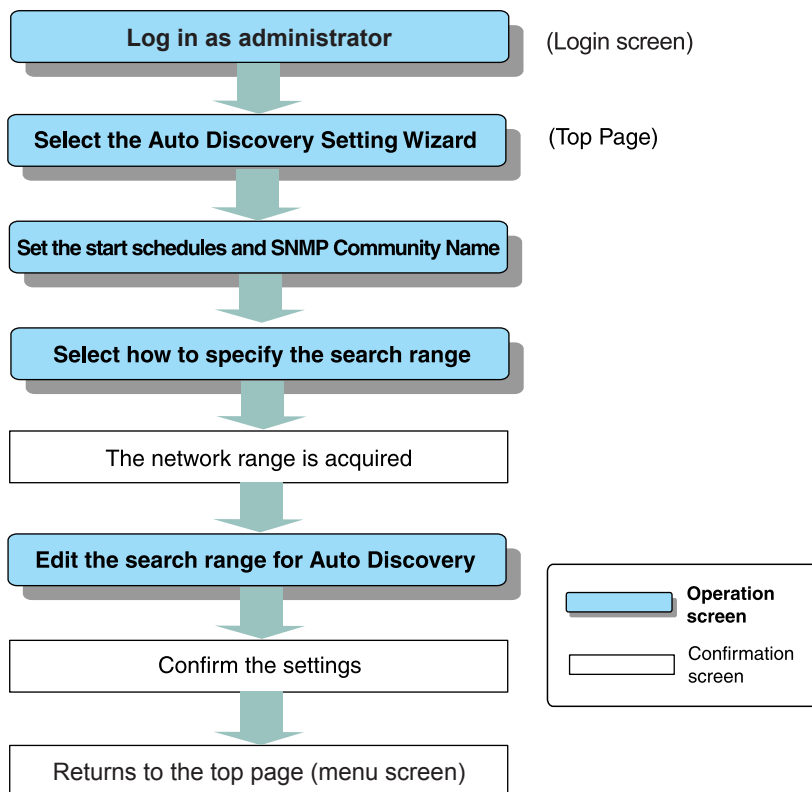 Log in as administrator
(Login screen)
Select the Auto Discovery Setting Wizard
(Top Page)
Set the start schedules and SNMP Community Name
Select how to specify the search range
The network range is acquired
Edit the search range for Auto Discovery
Operation
screen
Confirm the settings
Confirmation
screen
Returns to the top page (menu screen)